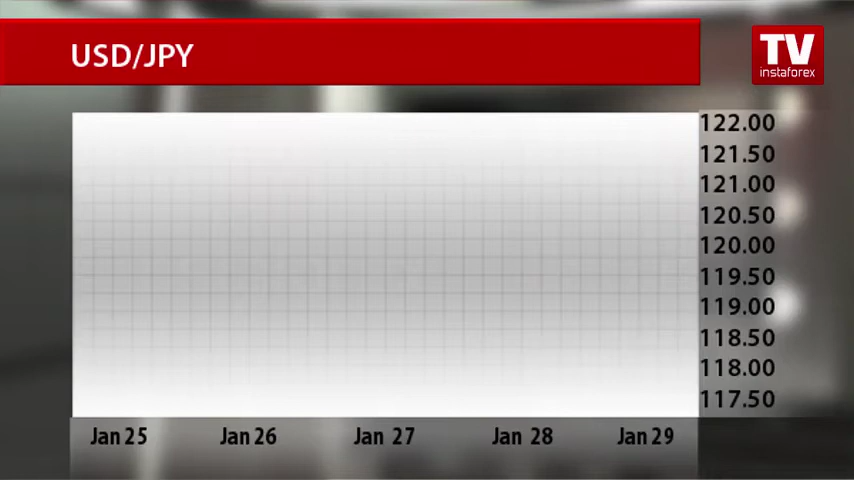 USD/JPY
TV
instaforex
122.00
121.50
121.00
120.50
120.00
119.50
119.00
118.50
118.00
117.50
Jan 25 Jan 26 Jan 27 Jan 28 Jan 29